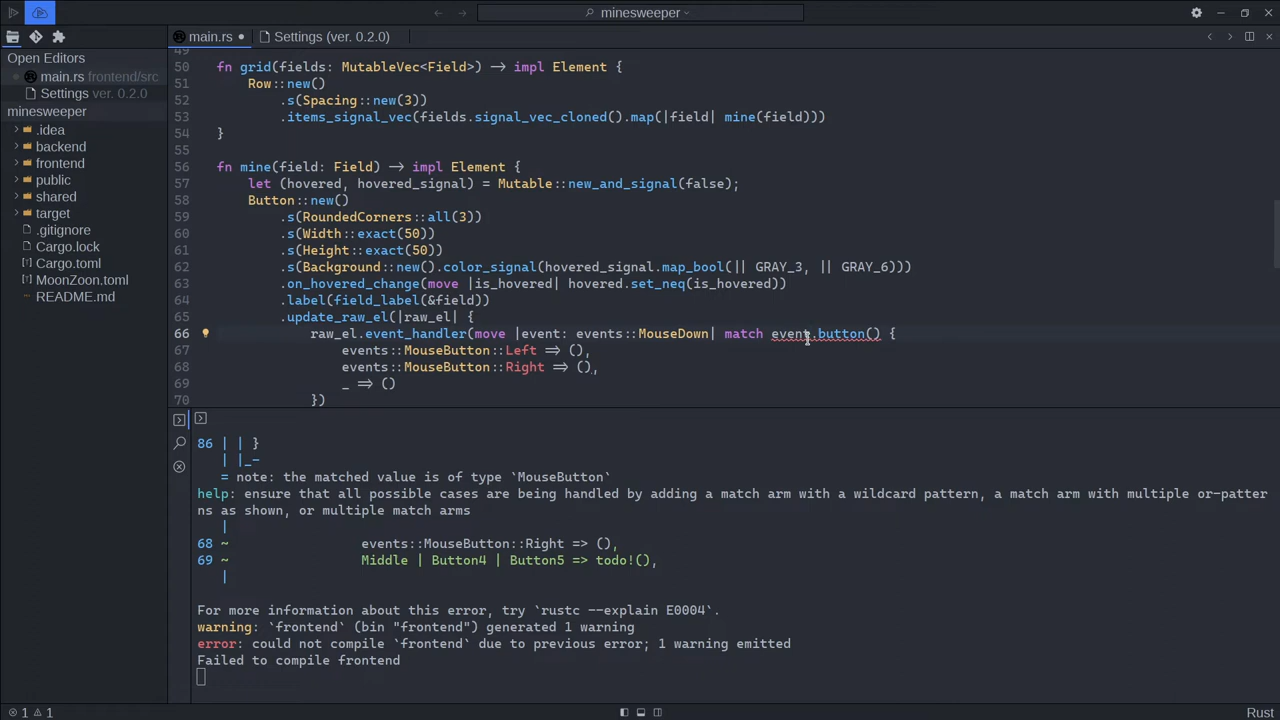 minesweeper
main.rs
Settings (ver. 0.2.0)
Open Editors
main.rs frontend/src
Settings ver. 0.2.0
minesweeper
.idea
backend
frontend
public
shared
target
.gitignore
Cargo.lock
Cargo.toml
MoonZoon.toml
README.md
49
50 fn grid(fields: MutableVec<Field>) -> impl Element {
51 Row::new()
52 .s(Spacing::new(3))
53 .items_signal_vec(fields.signal_vec_cloned().map(|field| mine(field)))
54 }
55
56 fn mine(field: Field) -> impl Element {
57 let (hovered, hovered_signal) = Mutable::new_and_signal(false);
58 Button::new()
59 .s(RoundedCorners::all(3))
60 .s(Width::exact(50))
61 .s(Height::exact(50))
62 .s(Background::new().color_signal(hovered_signal.map_bool(|| GRAY_3, || GRAY_6)))
63 .on_hovered_change(move |is_hovered| hovered.set_neq(is_hovered))
64 .label(field_label(&field))
65 .update_raw_el(|raw_el| {
66 raw_el.event_handler(move |event: events::MouseDown| match event.button() {
67 events::MouseButton::Left => (),
68 events::MouseButton::Right => (),
69 _ => ()
70 })
86 | | }
| |_-
= note: the matched value is of type `MouseButton`
help: ensure that all possible cases are being handled by adding a match arm with a wildcard pattern, a match arm with multiple or-patter
ns as shown, or multiple match arms
|
68 ~ events::MouseButton::Right => (),
69 ~ Middle | Button4 | Button5 => todo!(),
|
For more information about this error, try `rustc --explain E0004`.
warning: `frontend` (bin "frontend") generated 1 warning
error: could not compile `frontend` due to previous error; 1 warning emitted
Failed to compile frontend
1 1
Rust